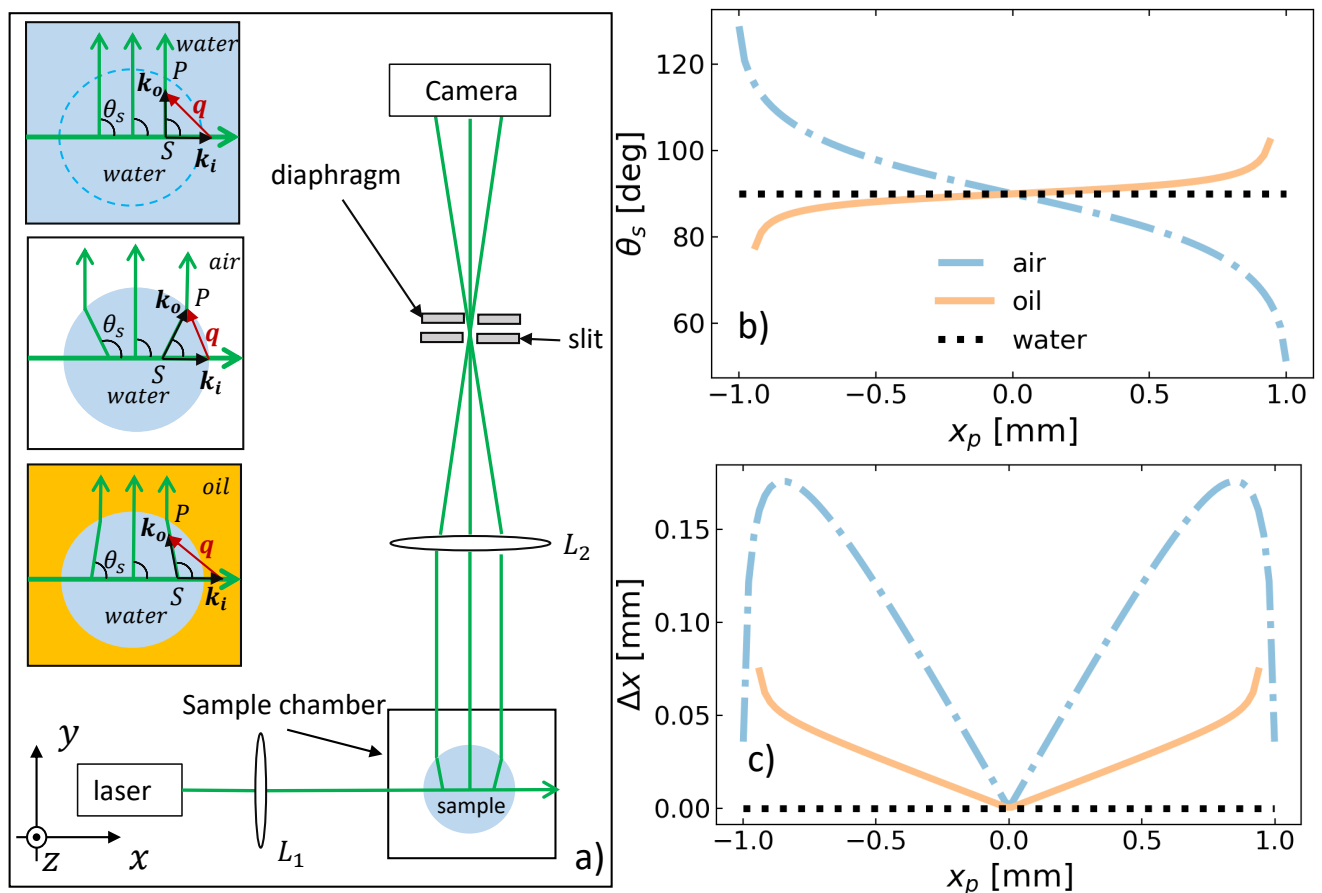 water
P
k_o
q
θ_s
S
k_i
water
air
P
k_o
q
θ_s
S
k_i
water
oil
P
k_o
q
θ_s
S
k_i
water
Camera
diaphragm
slit
L_2
Sample chamber
y
laser
sample
z
x
L_1
a)
120
100
80
60
θ_s [deg]
air
oil
water
b)
−1.0 −0.5 0.0 0.5 1.0
x_p [mm]
0.15
0.10
0.05
0.00
Δx [mm]
c)
−1.0 −0.5 0.0 0.5 1.0
x_p [mm]